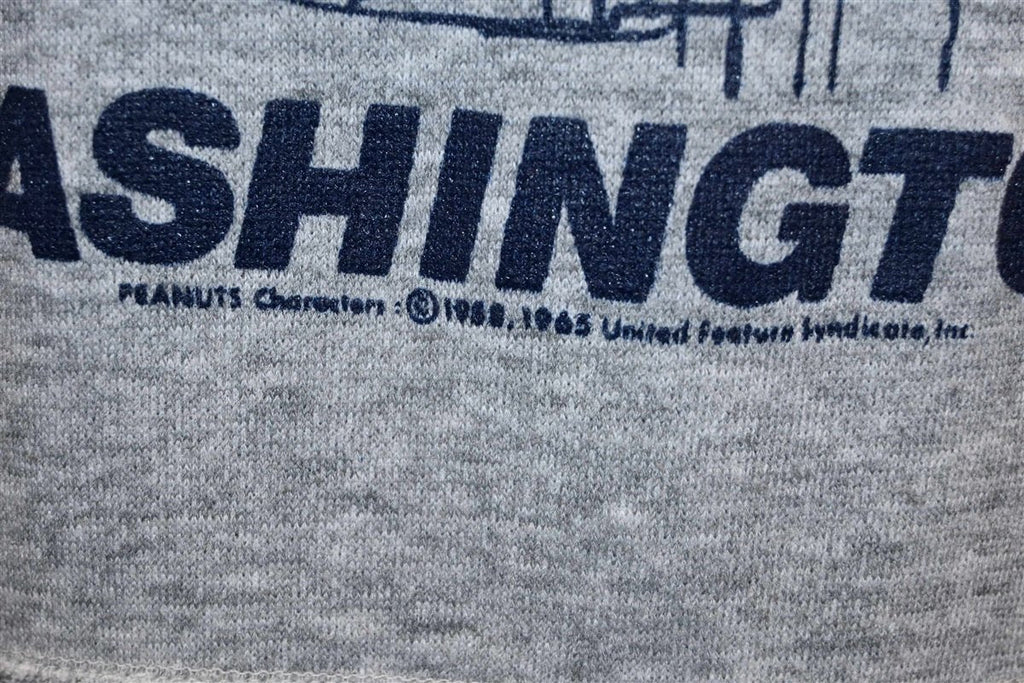 ASHINGTO
PEANUTS Characters: © 1958, 1965 United Feature Syndicate, Inc.